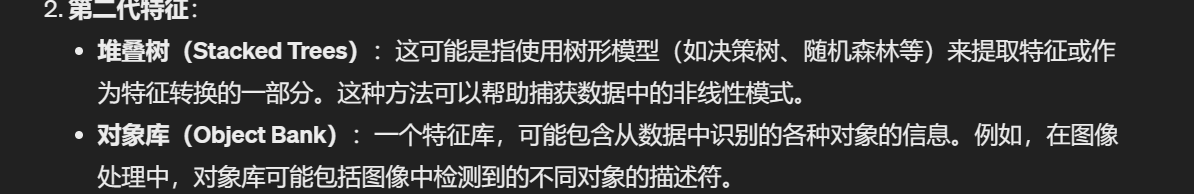 2. 第二代特征：
• 堆叠树（Stacked Trees）：这可能是指使用树形模型（如决策树、随机森林等）来提取特征或作
为特征转换的一部分。这种方法可以帮助捕获数据中的非线性模式。
• 对象库（Object Bank）：一个特征库，可能包含从数据中识别的各种对象的信息。例如，在图像
处理中，对象库可能包括图像中检测到的不同对象的描述符。